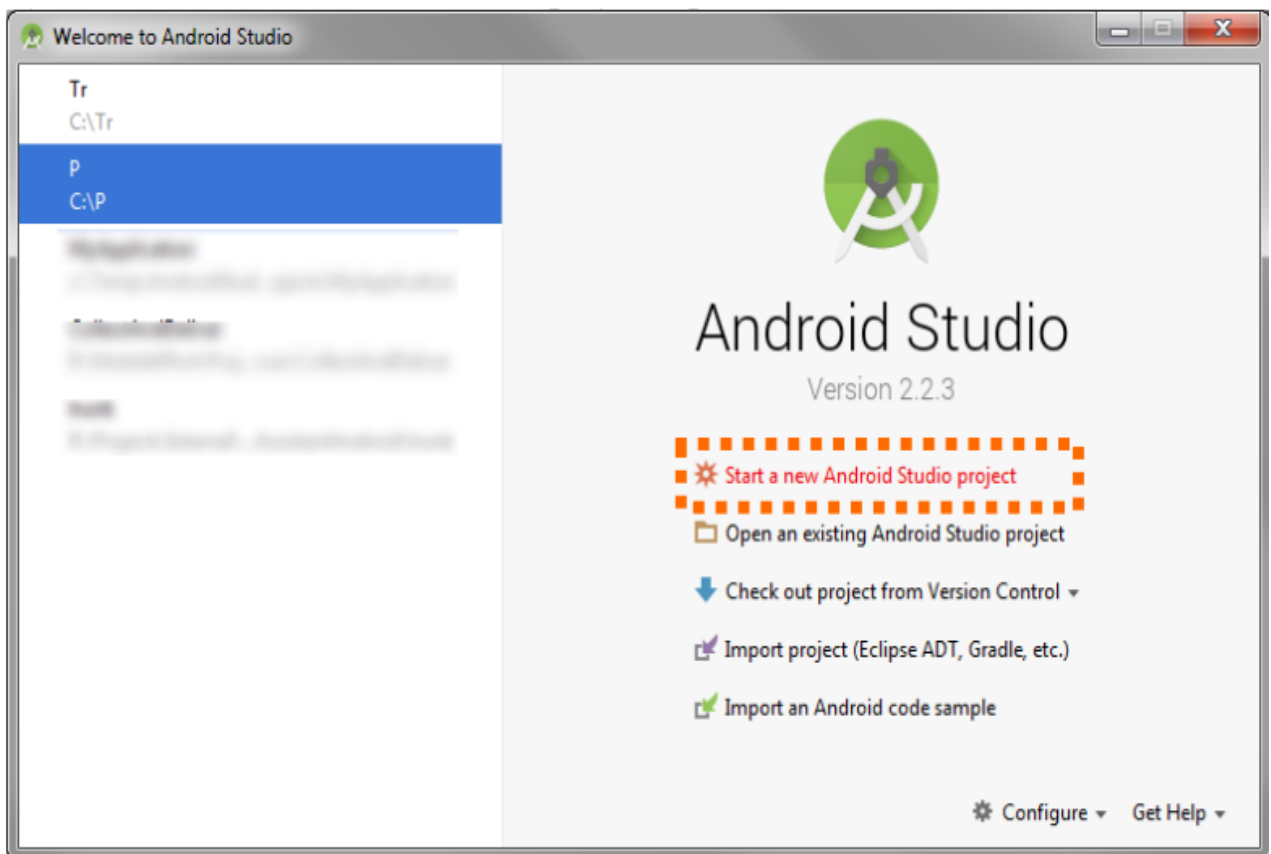 Welcome to Android Studio
Tr
C:\Tr
P
C:\P
Android Studio
Version 2.2.3
Start a new Android Studio project
Open an existing Android Studio project
Check out project from Version Control
Import project (Eclipse ADT, Gradle, etc.)
Import an Android code sample
Configure
Get Help